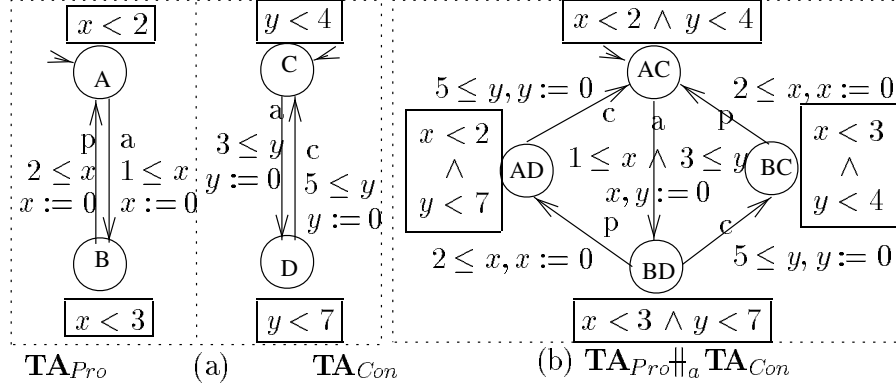 x < 2
A
p
2 ≤ x
x := 0
a
1 ≤ x
x := 0
B
x < 3
y < 4
C
a
3 ≤ y
y := 0
c
5 ≤ y
y := 0
D
y < 7
TA_Pro (a) TA_Con
x < 2 ∧ y < 4
AC
5 ≤ y, y := 0
2 ≤ x, x := 0
c
a
p
x < 2
∧
y < 7
AD
1 ≤ x ∧ 3 ≤ y
x, y := 0
BC
x < 3
∧
y < 4
p
c
2 ≤ x, x := 0
BD
5 ≤ y, y := 0
x < 3 ∧ y < 7
(b) TA_Pro ∦_a TA_Con